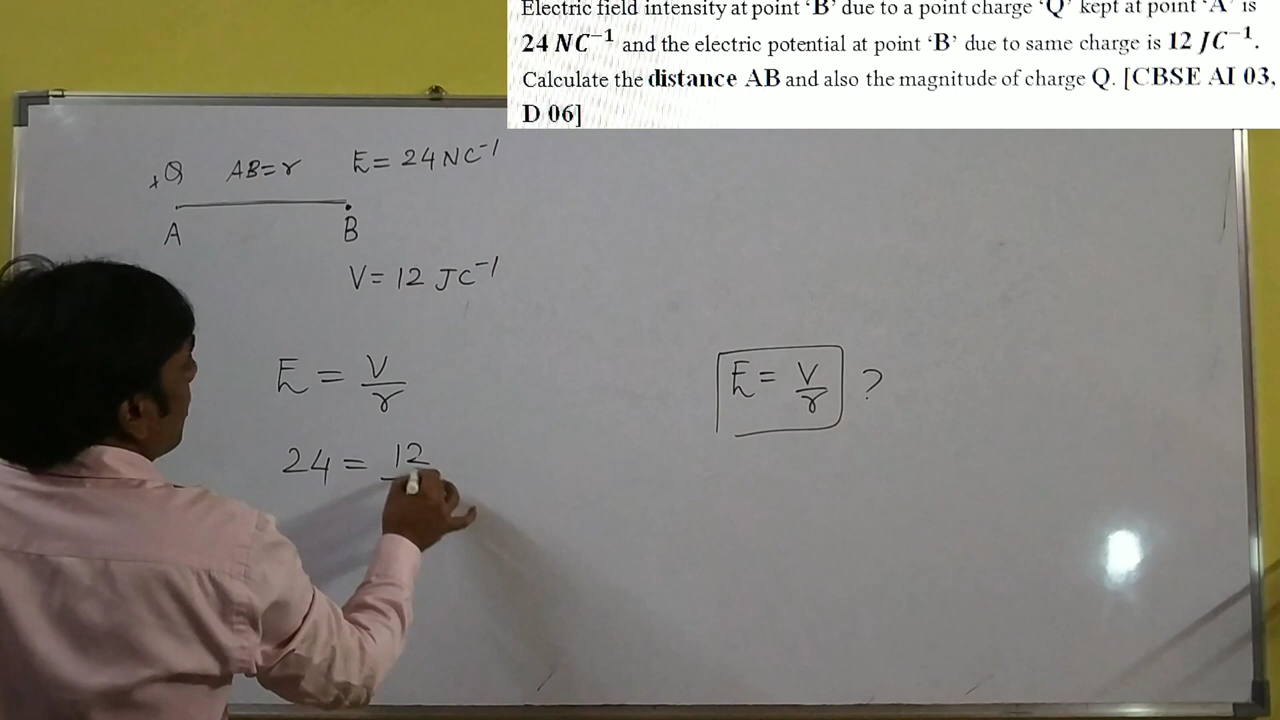 Electric field intensity at point ‘B’ due to a point charge ‘Q’ kept at point ‘A’ is
24 NC⁻¹ and the electric potential at point ‘B’ due to same charge is 12 JC⁻¹.
Calculate the distance AB and also the magnitude of charge Q. [CBSE AI 03,
D 06]
+Q AB=r E = 24 NC⁻¹
A B
V = 12 JC⁻¹
E = V/r
24 = 12
E = V/r ?